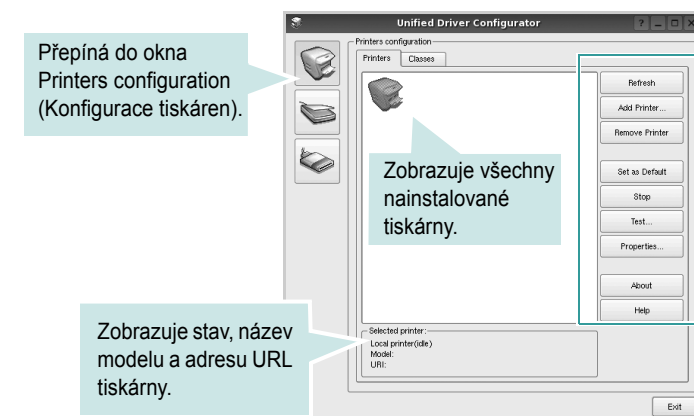 Unified Driver Configurator
Přepíná do okna
Printers configuration
(Konfigurace tiskáren).
Printers configuration
Printers
Classes
Refresh
Add Printer...
Remove Printer
Set as Default
Stop
Test...
Properties...
About
Help
Zobrazuje všechny
nainstalované
tiskárny.
Zobrazuje stav, název
modelu a adresu URL
tiskárny.
Selected printer:
Local printer(idle)
Model:
URI:
Exit